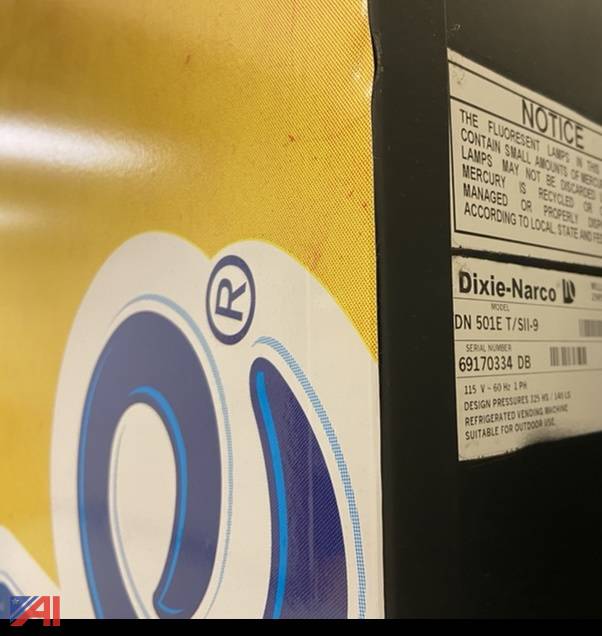 ®
NOTICE
THE FLUORESENT LAMPS IN THIS
CONTAIN SMALL AMOUNTS OF
LAMPS MAY NOT BE DISCARDED
MERCURY IS RECYCLED OR
MANAGED OR PROPERLY
ACCORDING TO LOCAL, STATE AND
Dixie-Narco
MODEL
DN 501E T/SII-9
SERIAL NUMBER
69170334 DB
115 V ~ 60 Hz 1 PH
DESIGN PRESSURES 325 HS / 140 LS
REFRIGERATED VENDING MACHINE
SUITABLE FOR OUTDOOR USE.
AI